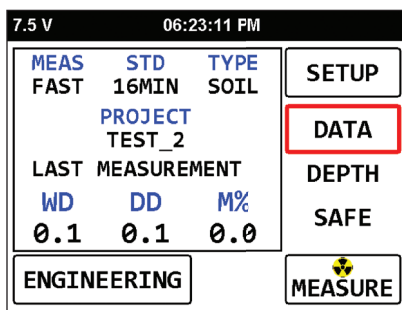 7.5 V 06:23:11 PM
MEAS STD TYPE
FAST 16MIN SOIL
PROJECT
TEST_2
LAST MEASUREMENT
WD DD M%
0.1 0.1 0.0
SETUP
DATA
DEPTH
SAFE
ENGINEERING
MEASURE